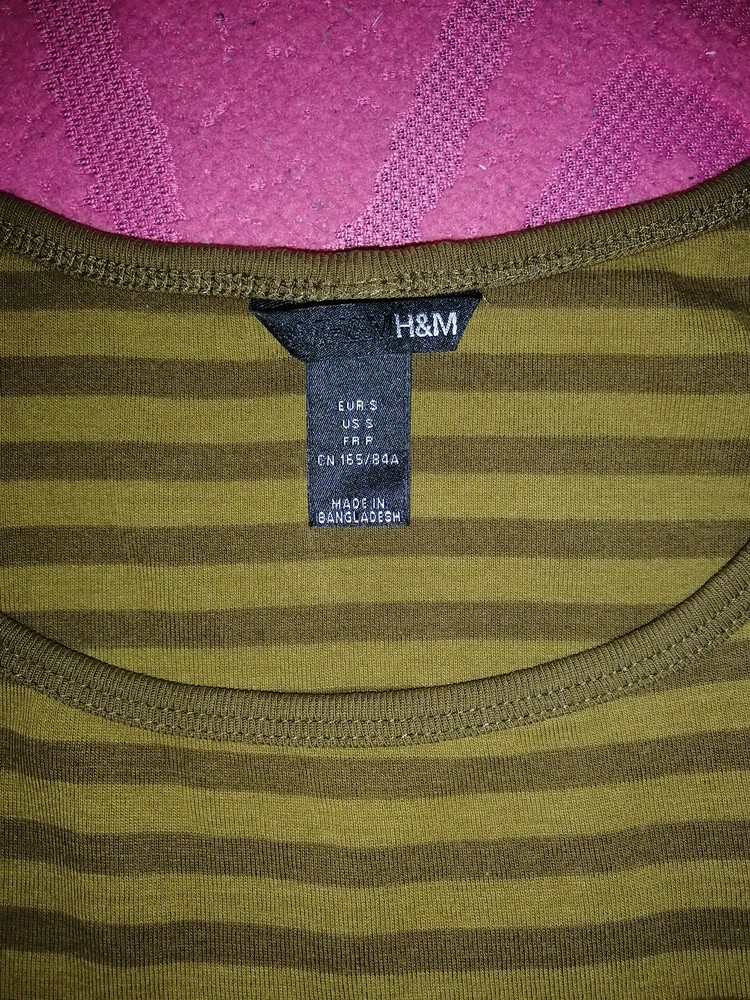 H&M
EUR S
US S
FR P
CN 165/84A
MADE IN
BANGLADESH